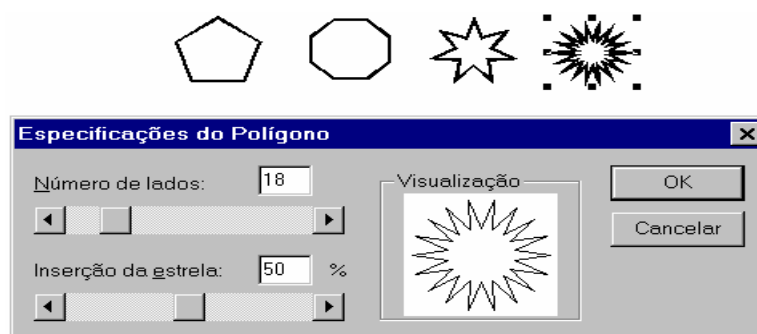 Especificações do Polígono
Número de lados: 18
Visualização
OK
Cancelar
Inserção da estrela: 50 %